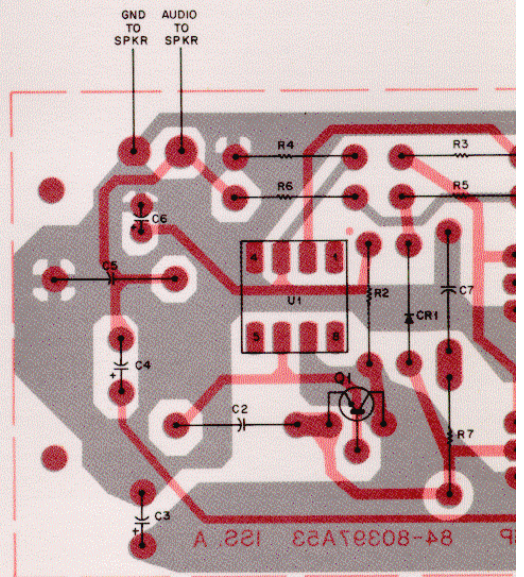 GND TO SPKR
AUDIO TO SPKR
R4
R3
R6
R5
C6
4
1
C5
U1
R2
C7
CR1
5
8
C4
Q1
C2
R7
C3
84-80397A53 ISS. A